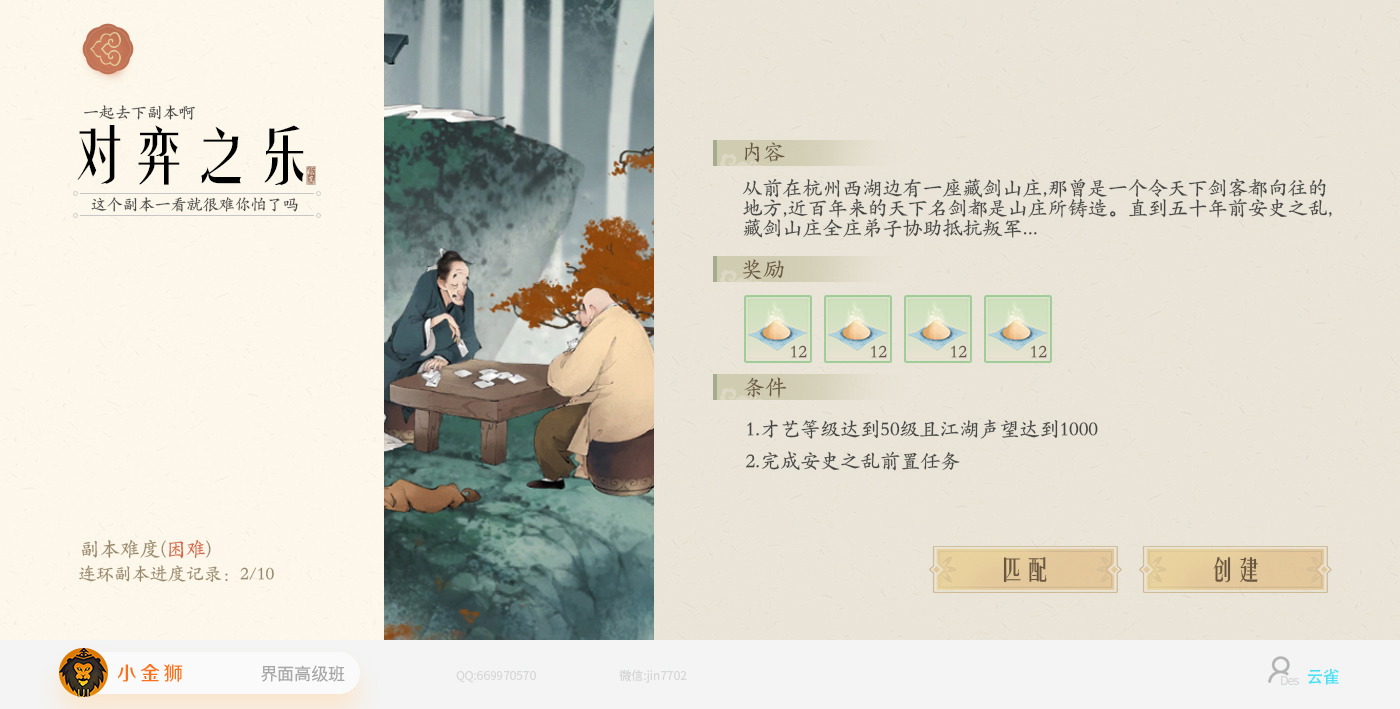 一起去下副本啊
对弈之乐
这个副本一看就很难你怕了吗
副本难度(困难)
连环副本进度记录：2/10
内容
从前在杭州西湖边有一座藏剑山庄,那曾是一个令天下剑客都向往的
地方,近百年来的天下名剑都是山庄所铸造。直到五十年前安史之乱,
藏剑山庄全庄弟子协助抵抗叛军...
奖励
12 12 12 12
条件
1.才艺等级达到50级且江湖声望达到1000
2.完成安史之乱前置任务
匹配 创建
小金狮 界面高级班 QQ:669970570 微信:jin7702 Des 云雀